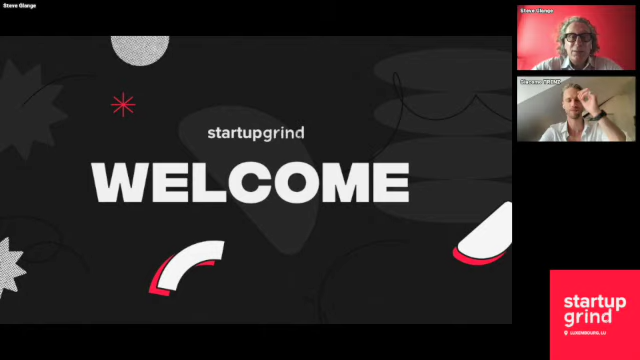 Steve Glange
startupgrind
WELCOME
Steve Glange
startup
grind
LUXEMBOURG, LU